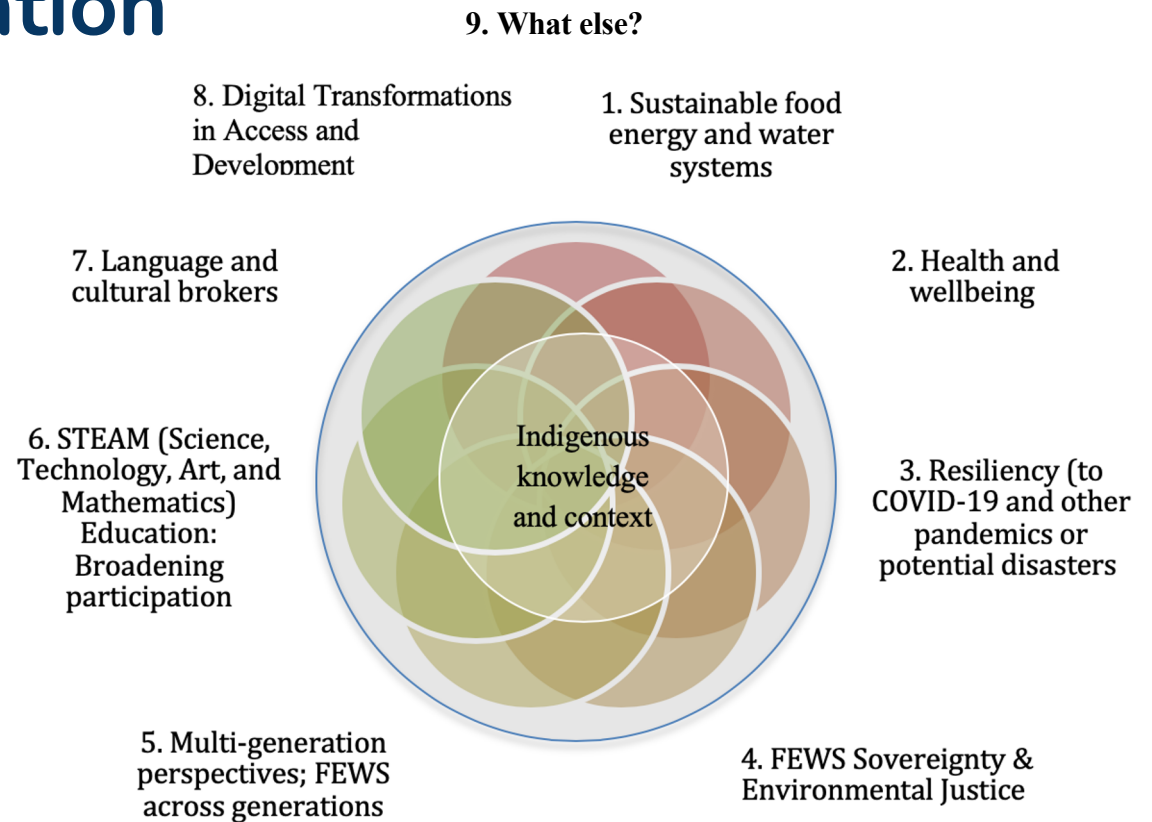 ation
9. What else?
8. Digital Transformations
in Access and
Development
1. Sustainable food
energy and water
systems
7. Language and
cultural brokers
2. Health and
wellbeing
Indigenous
knowledge
and context
6. STEAM (Science,
Technology, Art, and
Mathematics)
Education:
Broadening
participation
3. Resiliency (to
COVID-19 and other
pandemics or
potential disasters
5. Multi-generation
perspectives; FEWS
across generations
4. FEWS Sovereignty &
Environmental Justice